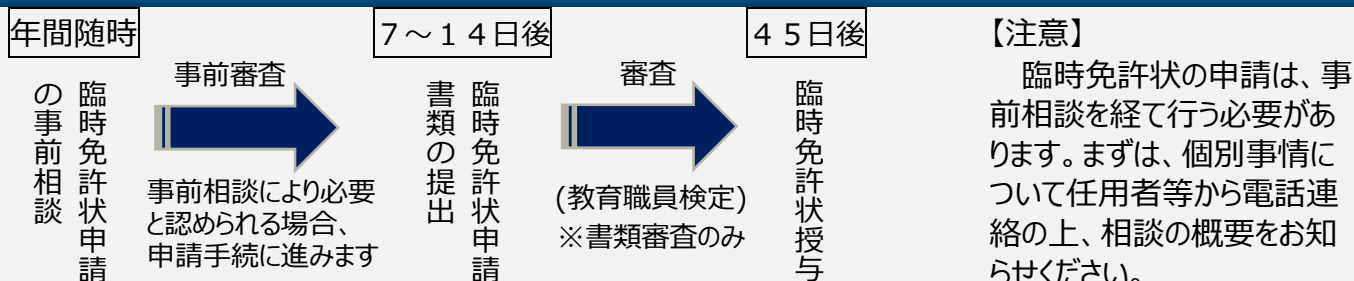 年間随時
臨時免許状申請
の事前相談
事前審査
事前相談により必要
と認められる場合、
申請手続に進みます
7～14日後
臨時免許状申請
書類の提出
審査
(教育職員検定)
※書類審査のみ
45日後
臨時免許状授与
【注意】
臨時免許状の申請は、事
前相談を経て行う必要があ
ります。まずは、個別事情に
ついて任用者等から電話連
絡の上、相談の概要をお知
らせください。